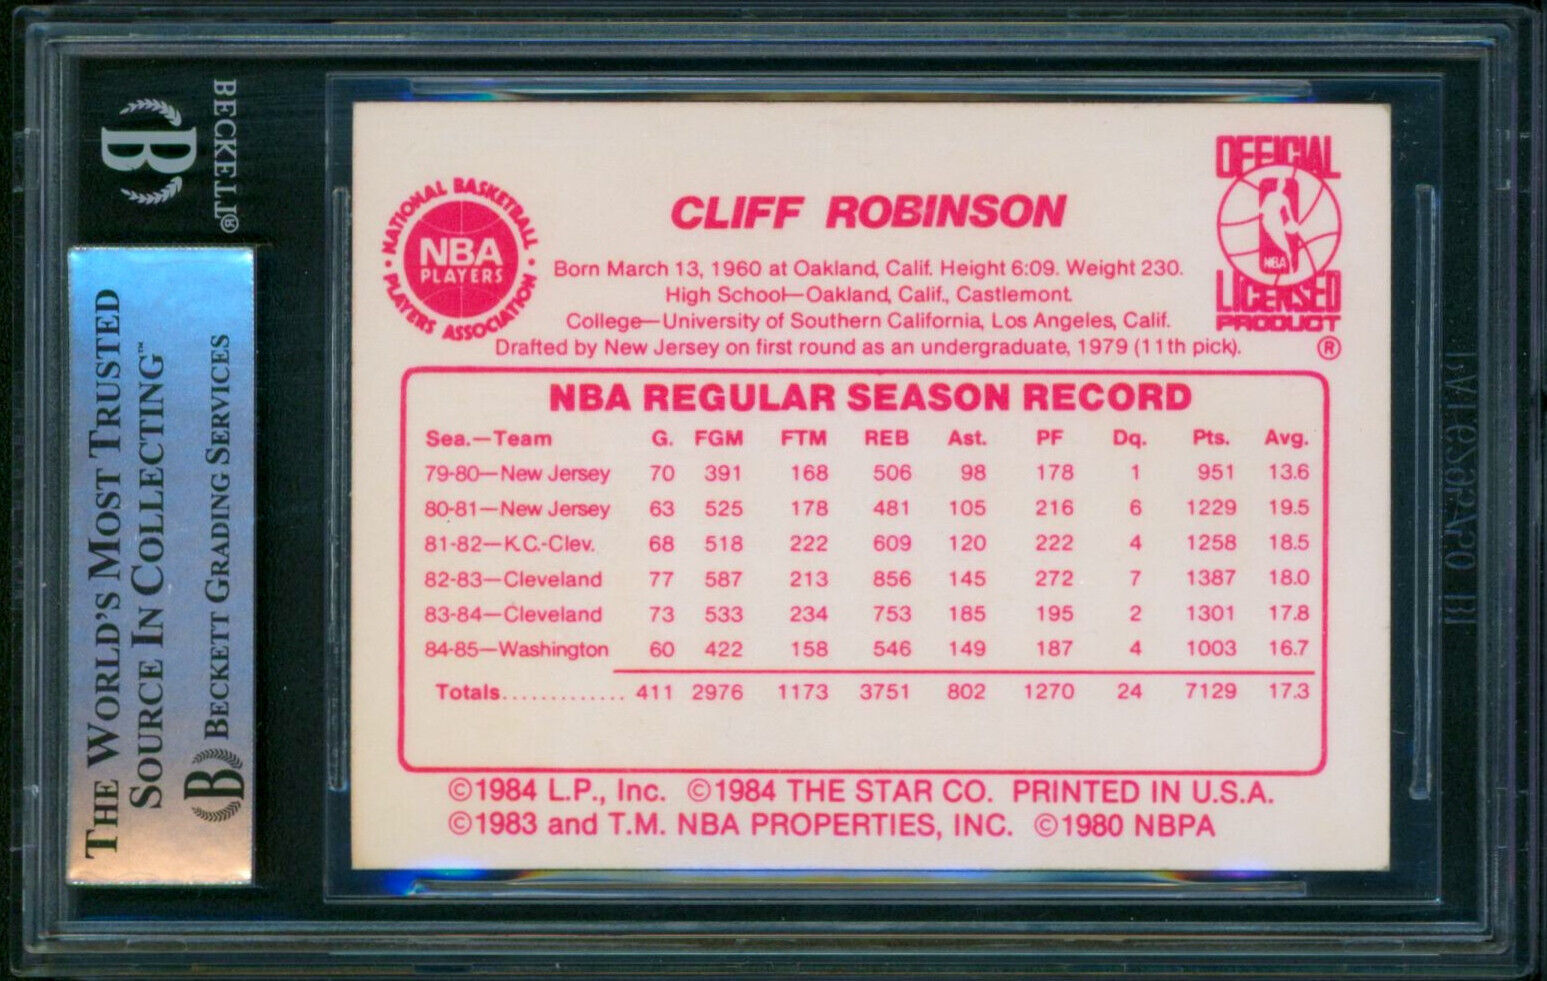 BECKETT®
B
THE WORLD'S MOST TRUSTED
SOURCE IN COLLECTING™
B BECKETT GRADING SERVICES
NATIONAL BASKETBALL
PLAYERS ASSOCIATION
NBA
PLAYERS
CLIFF ROBINSON
OFFICIAL
NBA
LICENSED
PRODUCT
®
Born March 13, 1960 at Oakland, Calif. Height 6:09. Weight 230.
High School—Oakland, Calif., Castlemont.
College—University of Southern California, Los Angeles, Calif.
Drafted by New Jersey on first round as an undergraduate, 1979 (11th pick).
NBA REGULAR SEASON RECORD
Sea.—Team G. FGM FTM REB Ast. PF Dq. Pts. Avg.
79-80—New Jersey 70 391 168 506 98 178 1 951 13.6
80-81—New Jersey 63 525 178 481 105 216 6 1229 19.5
81-82—K.C.-Clev. 68 518 222 609 120 222 4 1258 18.5
82-83—Cleveland 77 587 213 856 145 272 7 1387 18.0
83-84—Cleveland 73 533 234 753 185 195 2 1301 17.8
84-85—Washington 60 422 158 546 149 187 4 1003 16.7
Totals............ 411 2976 1173 3751 802 1270 24 7129 17.3
©1984 L.P., Inc. ©1984 THE STAR CO. PRINTED IN U.S.A.
©1983 and T.M. NBA PROPERTIES, INC. ©1980 NBPA